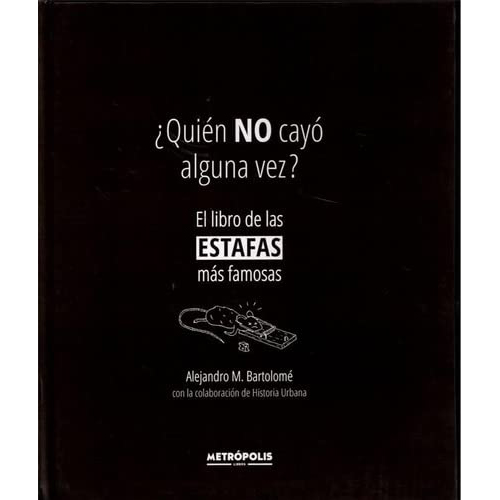 ¿Quién NO cayó
alguna vez?
El libro de las
ESTAFAS
más famosas
Alejandro M. Bartolomé
con la colaboración de Historia Urbana
METRÓPOLIS
LIBROS